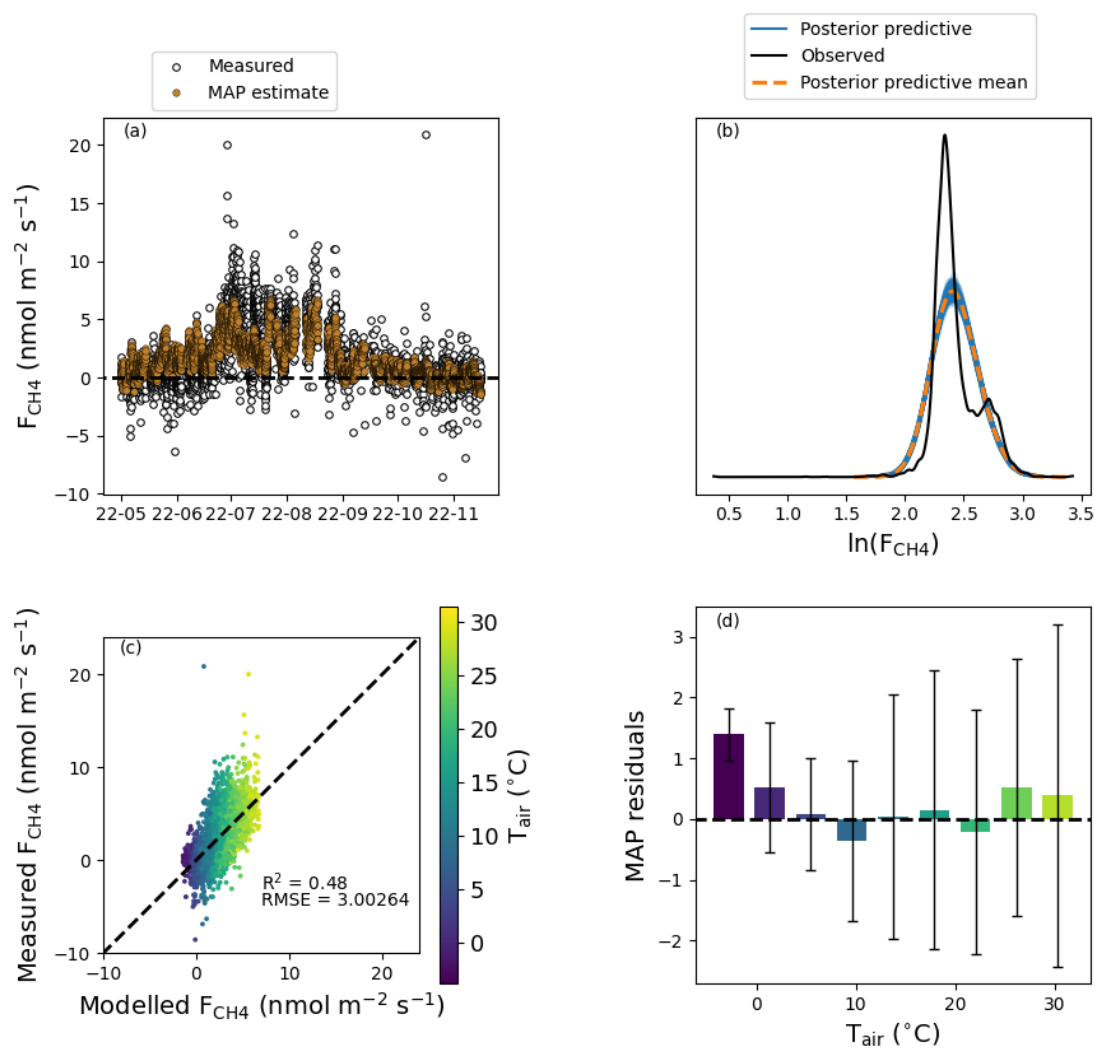 Measured
MAP estimate
(a)
20
15
10
5
0
−5
−10
22-05 22-06 22-07 22-08 22-09 22-10 22-11
F_CH4 (nmol m⁻² s⁻¹)
Posterior predictive
Observed
Posterior predictive mean
(b)
0.5 1.0 1.5 2.0 2.5 3.0 3.5
ln(F_CH4)
(c)
20
10
0
−10
−10 0 10 20
Measured F_CH4 (nmol m⁻² s⁻¹)
Modelled F_CH4 (nmol m⁻² s⁻¹)
R² = 0.48
RMSE = 3.00264
30
25
20
15
10
5
0
T_air (°C)
(d)
3
2
1
0
−1
−2
MAP residuals
0 10 20 30
T_air (°C)